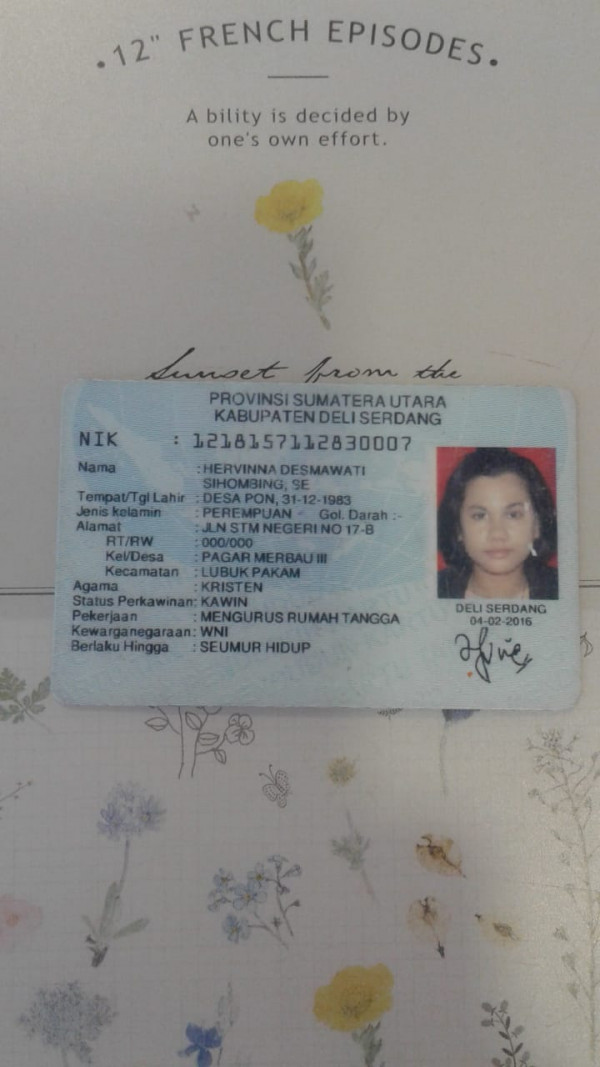 • 12" FRENCH EPISODES •
A bility is decided by
one's own effort.
Sunset from the
PROVINSI SUMATERA UTARA
KABUPATEN DELI SERDANG
NIK : 1218157112830007
Nama : HERVINNA DESMAWATI
SIHOMBING, SE
Tempat/Tgl Lahir : DESA PON, 31-12-1983
Jenis kelamin : PEREMPUAN Gol. Darah :-
Alamat : JLN STM NEGERI NO 17-B
RT/RW : 000/000
Kel/Desa : PAGAR MERBAU III
Kecamatan : LUBUK PAKAM
Agama : KRISTEN
Status Perkawinan: KAWIN
Pekerjaan : MENGURUS RUMAH TANGGA
Kewarganegaraan: WNI
Berlaku Hingga : SEUMUR HIDUP
DELI SERDANG
04-02-2016